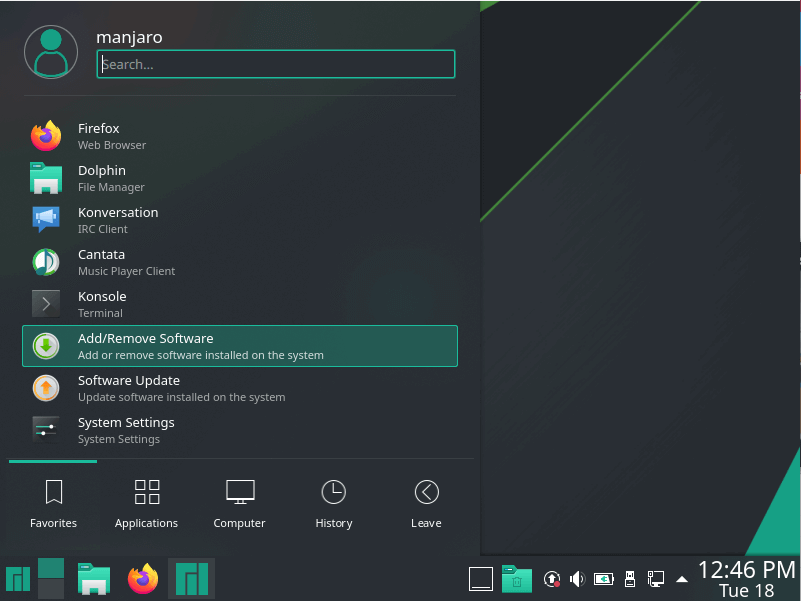 manjaro
Search...
Firefox
Web Browser
Dolphin
File Manager
Konversation
IRC Client
Cantata
Music Player Client
Konsole
Terminal
Add/Remove Software
Add or remove software installed on the system
Software Update
Update software installed on the system
System Settings
System Settings
Favorites
Applications
Computer
History
Leave
12:46 PM
Tue 18